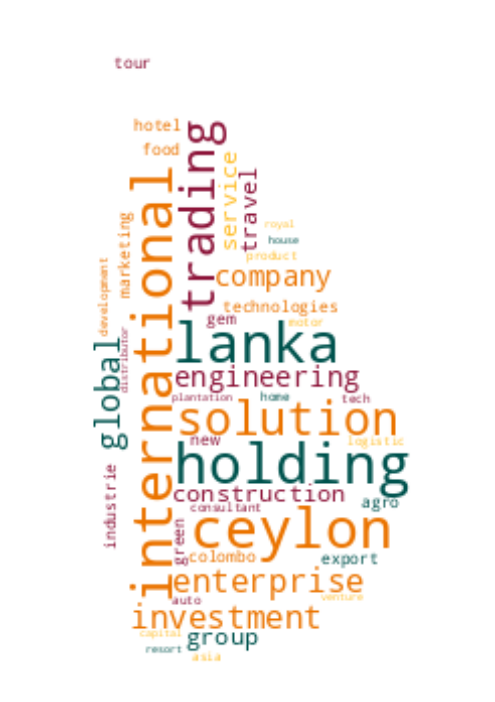 tour
hotel
trading
food
service
international
travel
marketing
royal
house
product
development
company
technologies
gem
motor
lanka
distributor
global
engineering
plantation
home
tech
solution
new
logistic
holding
industrie
construction
agro
consultant
ceylon
green
colombo
export
enterprise
auto
venture
investment
capital
group
resort
asia